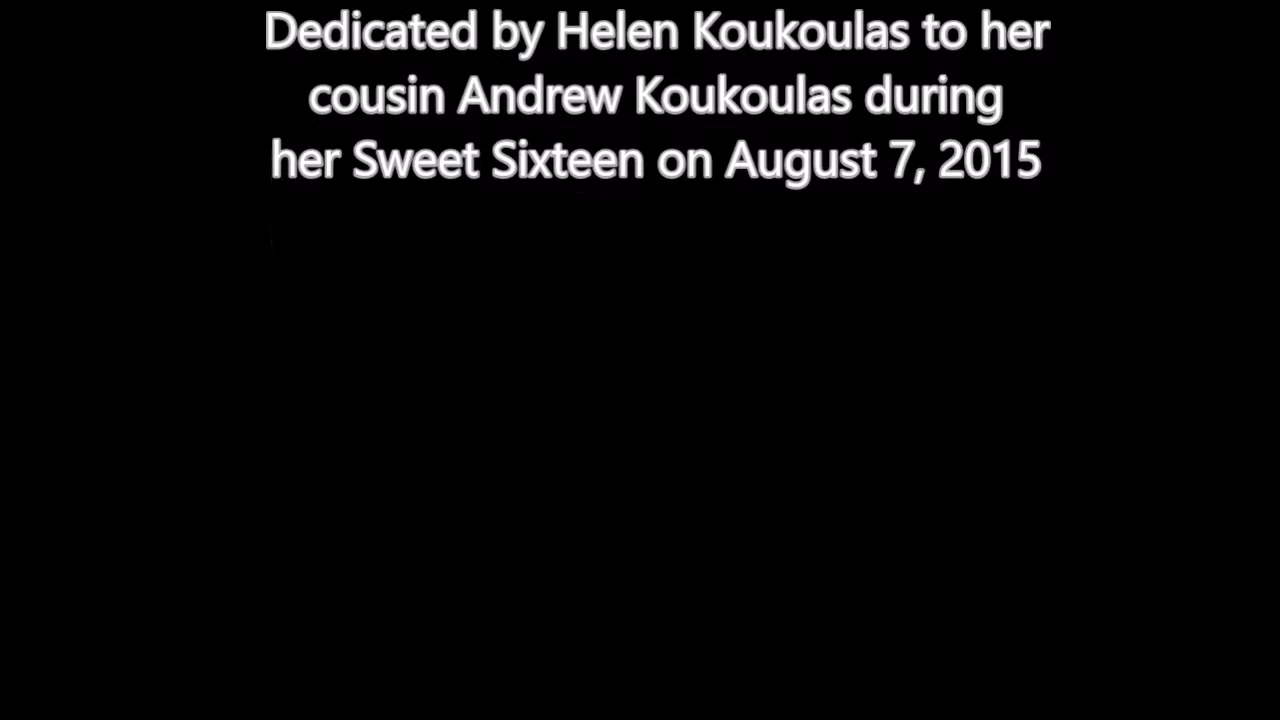 Dedicated by Helen Koukoulas to her
cousin Andrew Koukoulas during
her Sweet Sixteen on August 7, 2015